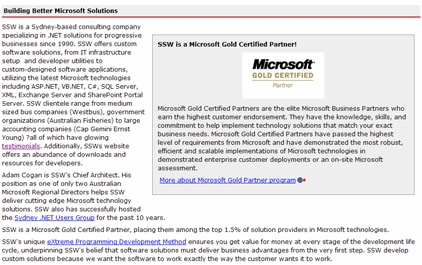 Building Better Microsoft Solutions
SSW is a Sydney-based consulting company
specializing in .NET solutions for progressive
businesses since 1990. SSW offers custom
software solutions, from IT infrastructure
setup and developer utilities to
custom-designed software applications,
utilizing the latest Microsoft technologies
including ASP.NET, VB.NET, C#, SQL Server,
XML, Exchange Server and SharePoint Portal
Server. SSW clientele range from medium
sized bus companies (Westbus), government
organizations (Australian Fisheries) to large
accounting companies (Cap Gemini Ernst
Young) ?all of which have glowing
testimonials. Additionally, SSWs website
offers an abundance of downloads and
resources for developers.
SSW is a Microsoft Gold Certified Partner!
Microsoft
GOLD CERTIFIED
Partner
Microsoft Gold Certified Partners are the elite Microsoft Business Partners who
earn the highest customer endorsement. They have the knowledge, skills, and
commitment to help implement technology solutions that match your exact
business needs. Microsoft Gold Certified Partners have passed the highest
level of requirements from Microsoft and have demonstrated the most robust,
efficient and scalable implementations of Microsoft technologies in
demonstrated enterprise customer deployments or an on-site Microsoft
assessment.
More about Microsoft Gold Partner program
Adam Cogan is SSW's Chief Architect. His
position as one of only two Australian
Microsoft Regional Directors helps SSW
deliver cutting edge Microsoft technology
solutions. SSW also has successfully hosted
the Sydney .NET Users Group for the past 10 years.
SSW is a Microsoft Gold Certified Partner, placing them among the top 1.5% of solution providers in Microsoft technologies.
SSW's unique eXtreme Programming Development Method ensures you get value for money at every stage of the development life
cycle, underpinning SSW's belief that software solutions must deliver business advantages from the very first step. SSW develop
custom solutions because we want the software to work exactly the way the customer wants it to work.